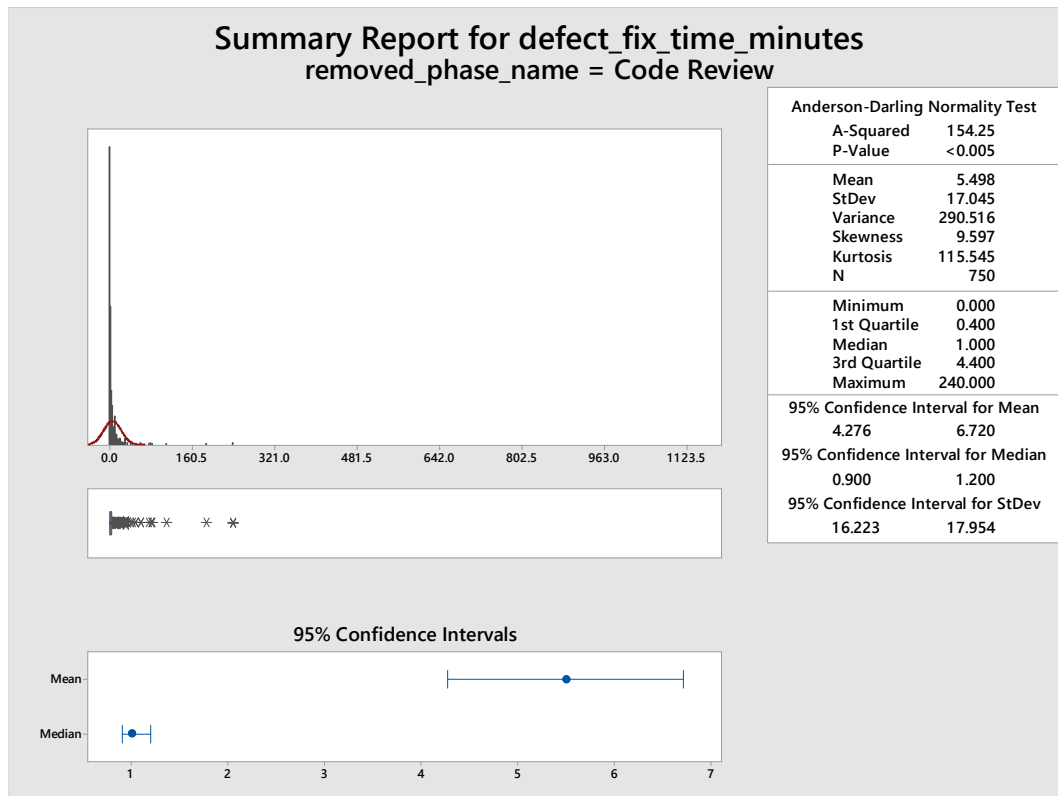 Summary Report for defect_fix_time_minutes
removed_phase_name = Code Review
Anderson-Darling Normality Test
A-Squared 154.25
P-Value <0.005
Mean 5.498
StDev 17.045
Variance 290.516
Skewness 9.597
Kurtosis 115.545
N 750
Minimum 0.000
1st Quartile 0.400
Median 1.000
3rd Quartile 4.400
Maximum 240.000
95% Confidence Interval for Mean
4.276 6.720
95% Confidence Interval for Median
0.900 1.200
95% Confidence Interval for StDev
16.223 17.954
0.0 160.5 321.0 481.5 642.0 802.5 963.0 1123.5
95% Confidence Intervals
Mean
Median
1 2 3 4 5 6 7